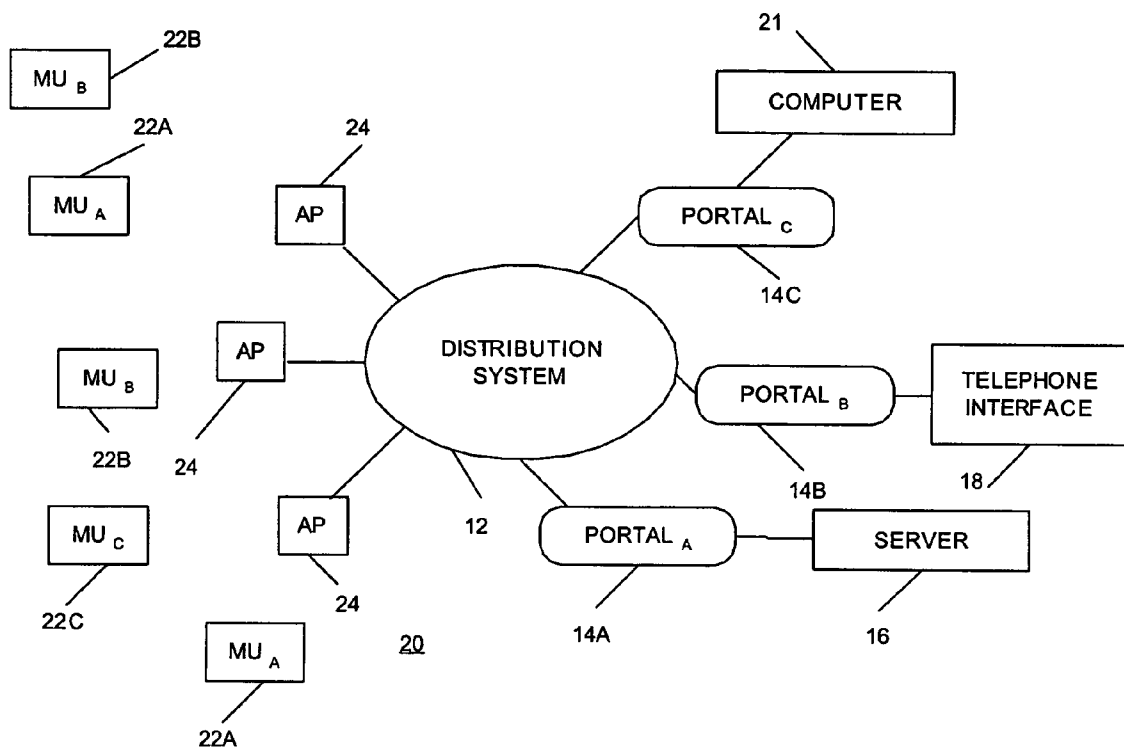 21
22B
MU B
COMPUTER
22A
24
MU A
AP
PORTAL C
14C
DISTRIBUTION
SYSTEM
AP
MU B
PORTAL B
TELEPHONE
INTERFACE
22B
24
14B
18
MU C
AP
12
PORTAL A
SERVER
22C
24
20
14A
16
MU A
22A